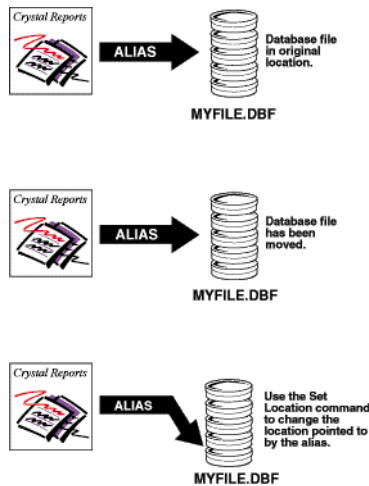 Crystal Reports
ALIAS
Database file
in original
location.
MYFILE.DBF
Crystal Reports
ALIAS
Database file
has been
moved.
MYFILE.DBF
Crystal Reports
ALIAS
Use the Set
Location command
to change the
location pointed to
by the alias.
MYFILE.DBF